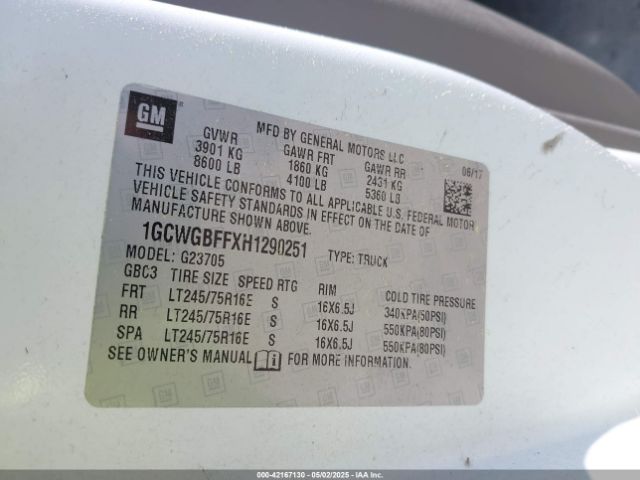 GM
MFD BY GENERAL MOTORS LLC
GVWR GAWR FRT GAWR RR 06/17
3901 KG 1860 KG 2431 KG
8600 LB 4100 LB 5360 LB
THIS VEHICLE CONFORMS TO ALL APPLICABLE U.S. FEDERAL MOTOR
VEHICLE SAFETY STANDARDS IN EFFECT ON THE DATE OF
MANUFACTURE SHOWN ABOVE.
1GCWGBFFXH1290251 TYPE: TRUCK
MODEL: G23705
GBC3 TIRE SIZE SPEED RTG RIM COLD TIRE PRESSURE
FRT LT245/75R16E S 16X6.5J 340KPA(50PSI)
RR LT245/75R16E S 16X6.5J 550KPA(80PSI)
SPA LT245/75R16E S 16X6.5J 550KPA(80PSI)
SEE OWNER'S MANUAL i FOR MORE INFORMATION.
000-42167130 - 05/02/2025 - IAAI.COM